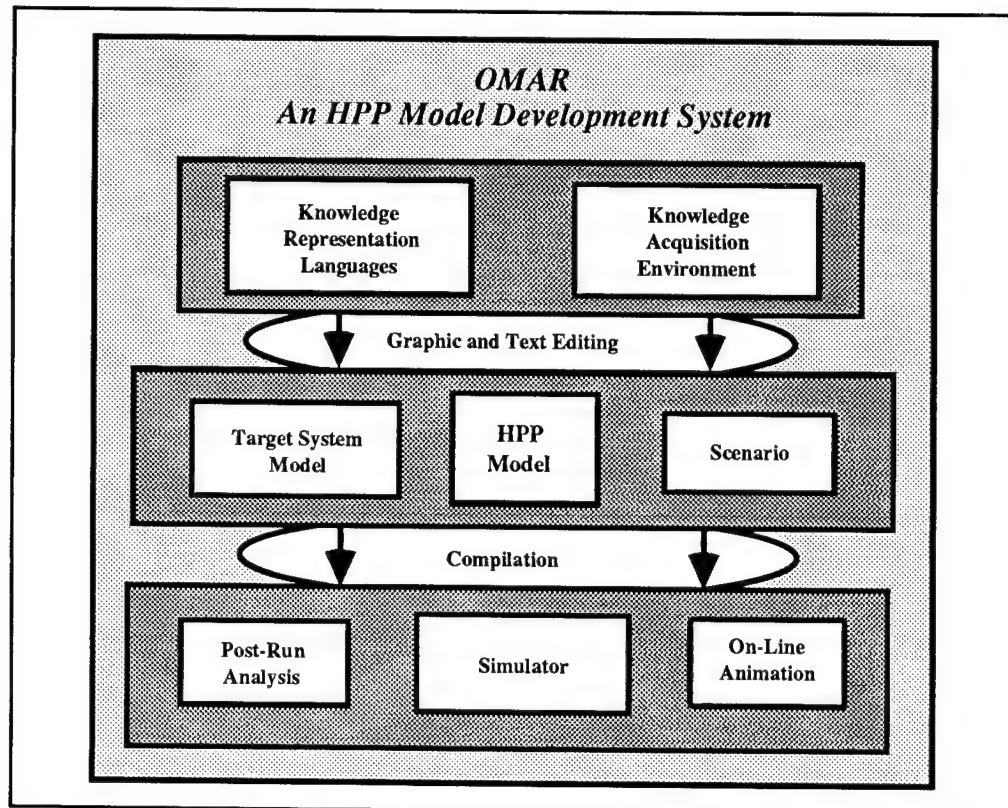 OMAR
An HPP Model Development System
Knowledge
Representation
Languages
Knowledge
Acquisition
Environment
Graphic and Text Editing
Target System
Model
HPP
Model
Scenario
Compilation
Post-Run
Analysis
Simulator
On-Line
Animation